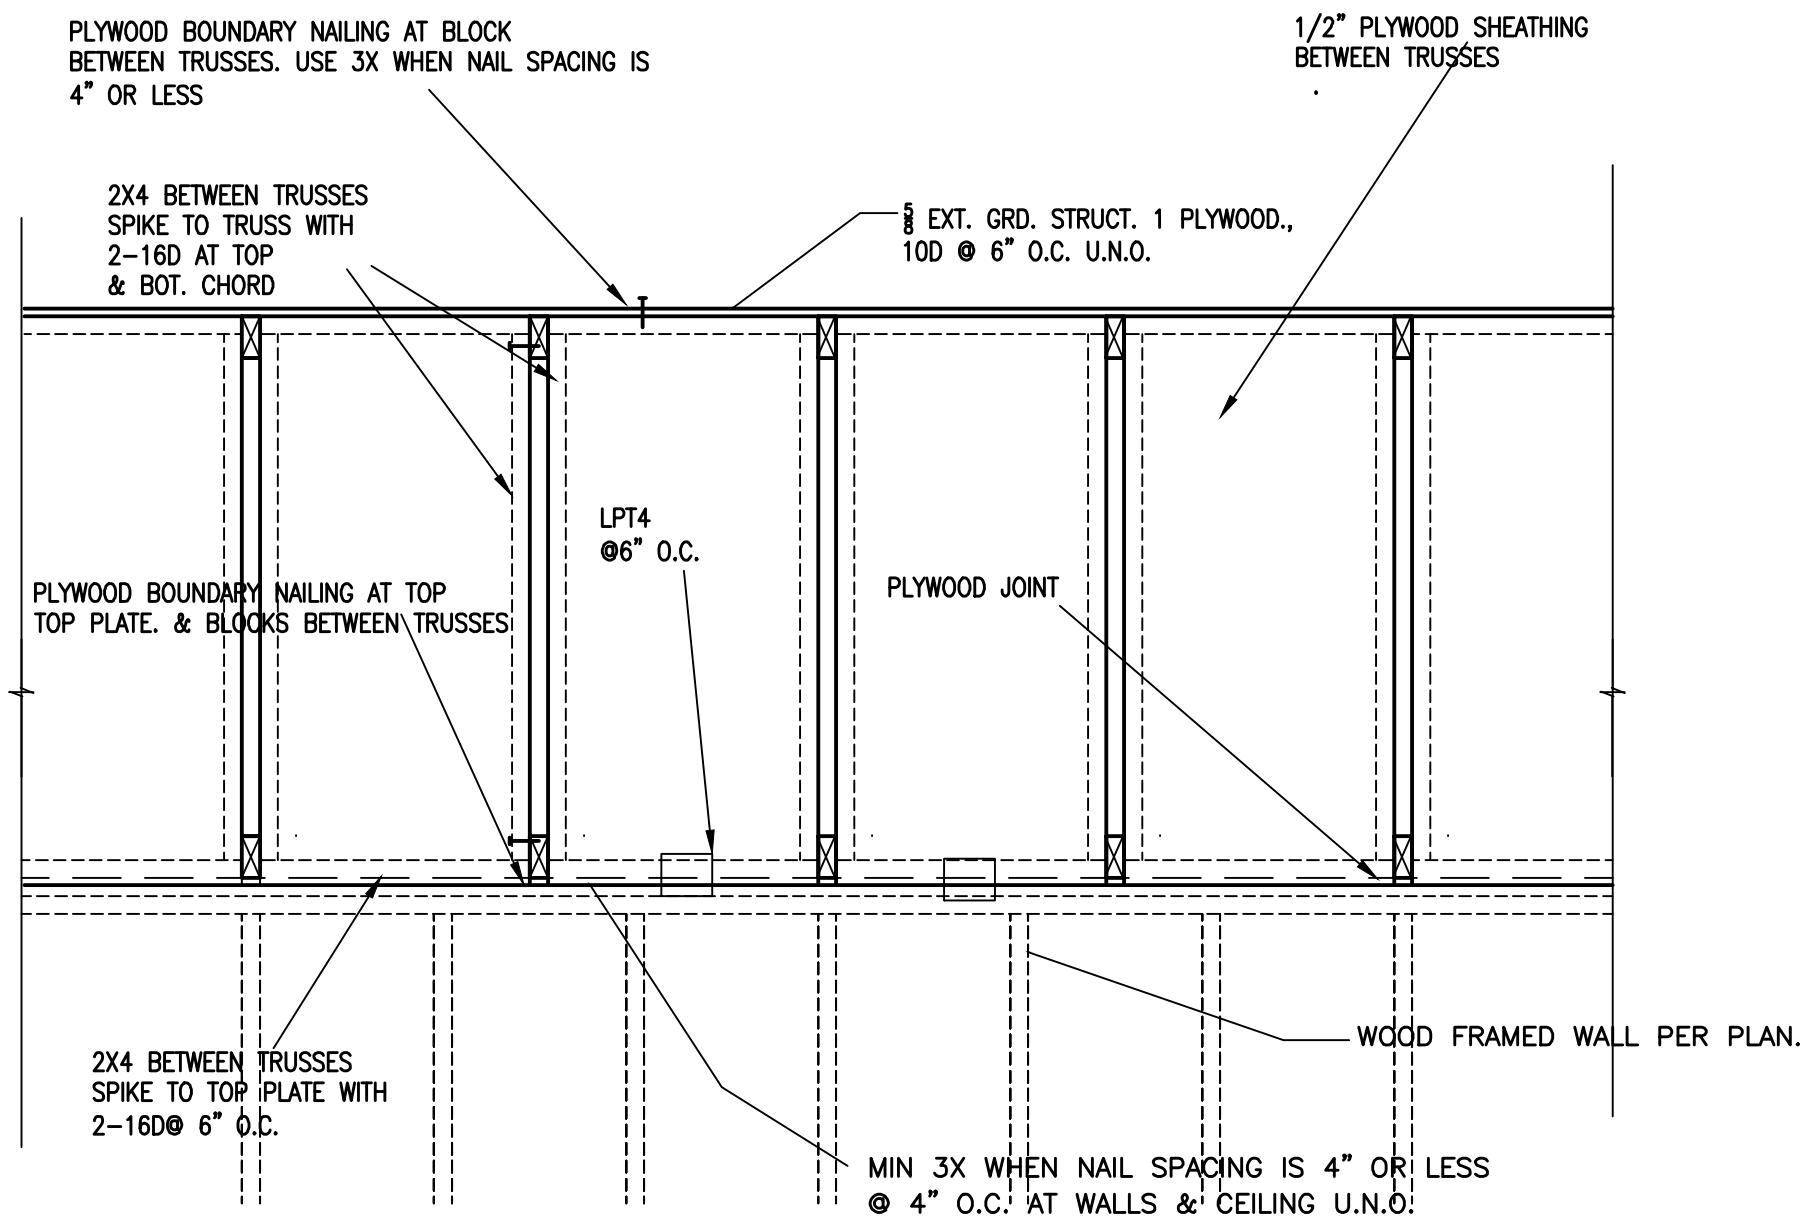 PLYWOOD BOUNDARY NAILING AT BLOCK
BETWEEN TRUSSES. USE 3X WHEN NAIL SPACING IS
4" OR LESS
1/2" PLYWOOD SHEATHING
BETWEEN TRUSSES
.
2X4 BETWEEN TRUSSES
SPIKE TO TRUSS WITH
2-16D AT TOP
& BOT. CHORD
5/8 EXT. GRD. STRUCT. 1 PLYWOOD.,
10D @ 6" O.C. U.N.O.
LPT4
@6" O.C.
PLYWOOD BOUNDARY NAILING AT TOP
TOP PLATE. & BLOCKS BETWEEN TRUSSES
PLYWOOD JOINT
WOOD FRAMED WALL PER PLAN.
2X4 BETWEEN TRUSSES
SPIKE TO TOP PLATE WITH
2-16D@ 6" O.C.
MIN 3X WHEN NAIL SPACING IS 4" OR LESS
@ 4" O.C. AT WALLS & CEILING U.N.O.